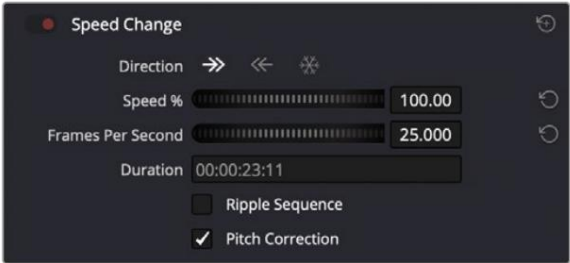 Speed Change
Direction
Speed % 100.00
Frames Per Second 25.000
Duration 00:00:23:11
Ripple Sequence
Pitch Correction